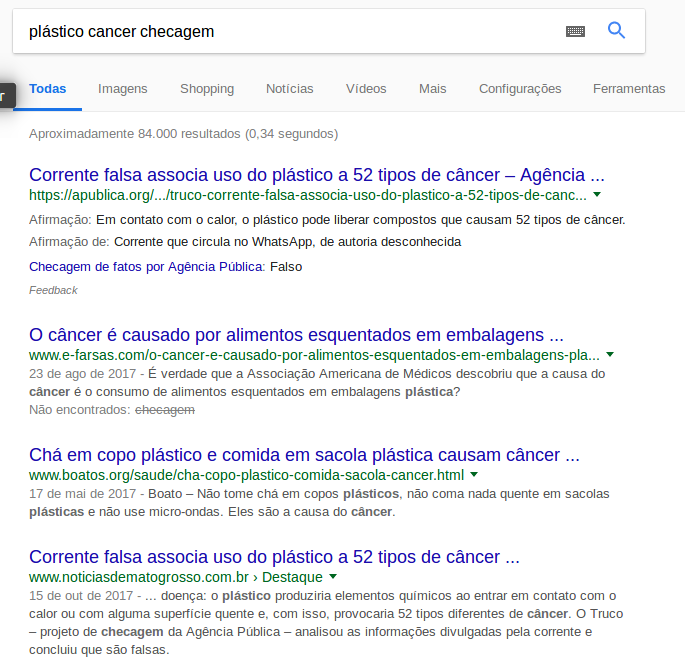 plástico cancer checagem
Todas Imagens Shopping Notícias Vídeos Mais Configurações Ferramentas
Aproximadamente 84.000 resultados (0,34 segundos)
Corrente falsa associa uso do plástico a 52 tipos de câncer – Agência ...
https://apublica.org/.../truco-corrente-falsa-associa-uso-do-plastico-a-52-tipos-de-canc...
Afirmação: Em contato com o calor, o plástico pode liberar compostos que causam 52 tipos de câncer.
Afirmação de: Corrente que circula no WhatsApp, de autoria desconhecida
Checagem de fatos por Agência Pública: Falso
Feedback
O câncer é causado por alimentos esquentados em embalagens ...
www.e-farsas.com/o-cancer-e-causado-por-alimentos-esquentados-em-embalagens-pla...
23 de ago de 2017 - É verdade que a Associação Americana de Médicos descobriu que a causa do
câncer é o consumo de alimentos esquentados em embalagens plástica?
Não encontrados: checagem
Chá em copo plástico e comida em sacola plástica causam câncer ...
www.boatos.org/saude/cha-copo-plastico-comida-sacola-cancer.html
17 de mai de 2017 - Boato – Não tome chá em copos plásticos, não coma nada quente em sacolas
plásticas e não use micro-ondas. Eles são a causa do câncer.
Corrente falsa associa uso do plástico a 52 tipos de câncer ...
www.noticiasdematogrosso.com.br › Destaque
15 de out de 2017 - ... doença: o plástico produziria elementos químicos ao entrar em contato com o
calor ou com alguma superfície quente e, com isso, provocaria 52 tipos diferentes de câncer. O Truco
– projeto de checagem da Agência Pública – analisou as informações divulgadas pela corrente e
concluiu que são falsas.